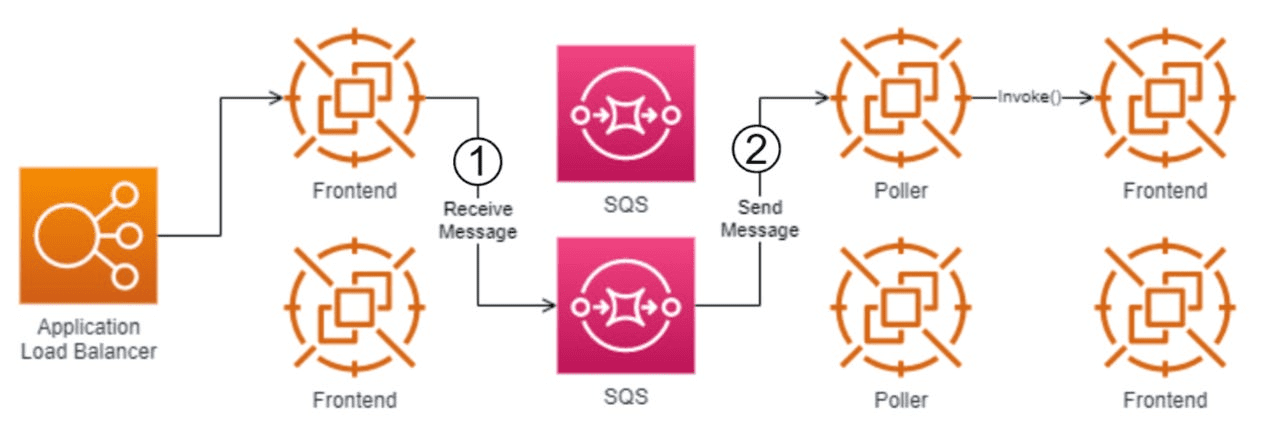 Frontend
SQS
Poller
Invoke()
Frontend
1
Receive
Message
2
Send
Message
Application
Load Balancer
Frontend
SQS
Poller
Frontend